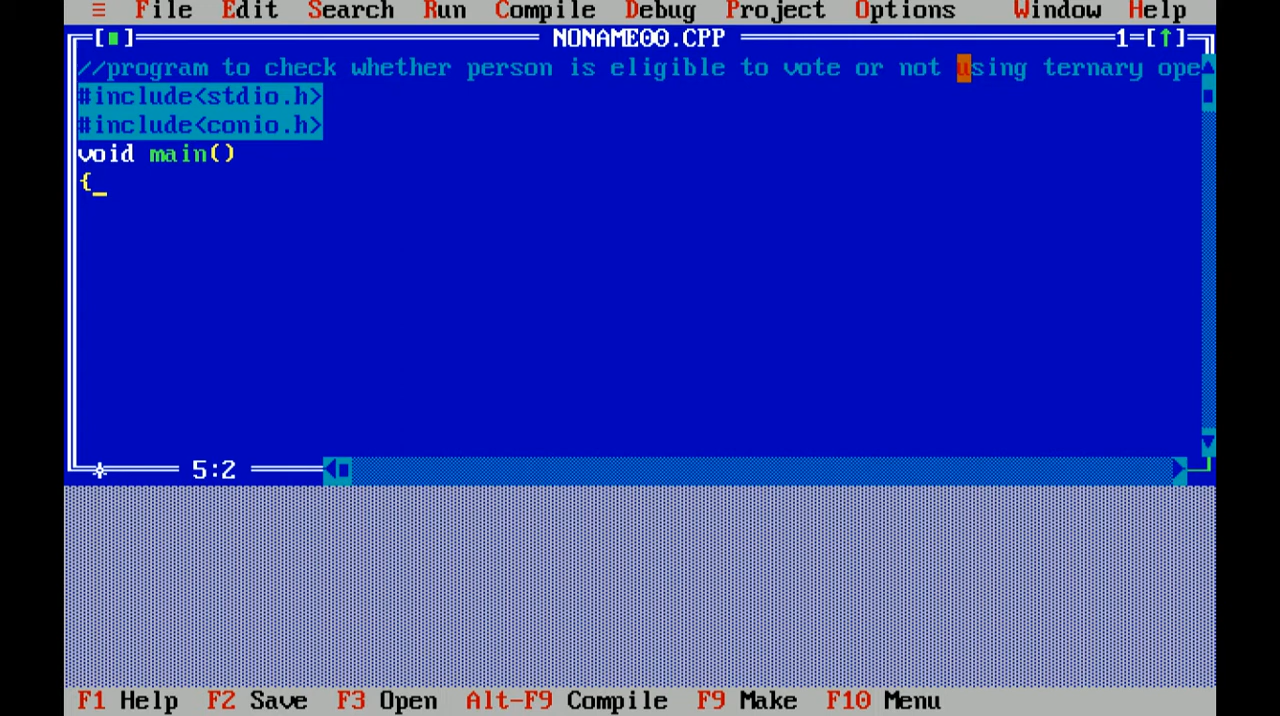 ≡ File Edit Search Run Compile Debug Project Options Window Help
[■] NONAME00.CPP 1=[↑]
//program to check whether person is eligible to vote or not using ternary ope
#include<stdio.h>
#include<conio.h>
void main()
{_
5:2
F1 Help F2 Save F3 Open Alt-F9 Compile F9 Make F10 Menu